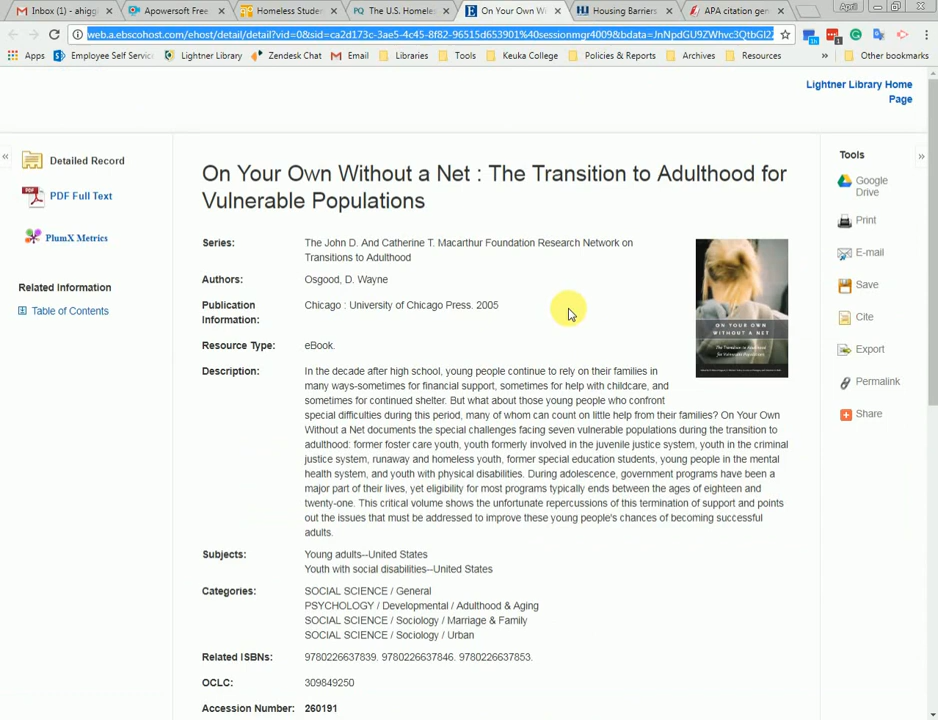 Inbox (31) - ahigg
Apowersoft Free
Homeless Studen
PQ The U.S. Homeles
On Your Own Wi
Housing Barriers
APA citation gen
April
web.a.ebscohost.com/ehost/detail/detail?vid=0&sid=ca2d173c-3ae5-4c45-8f82-96515d653901%40sessionmgr4009&bdata=JnNpdGU9ZWhvc3QtbGl2Z
Apps
Employee Self Servic
Lightner Library
Zendesk Chat
Email
Libraries
Tools
Keuka College
Policies & Reports
Archives
Resources
»
Other bookmarks
Lightner Library Home
Page
«
Detailed Record
PDF Full Text
PlumX Metrics
Related Information
Table of Contents
On Your Own Without a Net : The Transition to Adulthood for
Vulnerable Populations
Series: The John D. And Catherine T. Macarthur Foundation Research Network on
Transitions to Adulthood
Authors: Osgood, D. Wayne
Publication Chicago : University of Chicago Press. 2005
Information:
Resource Type: eBook.
Description: In the decade after high school, young people continue to rely on their families in
many ways-sometimes for financial support, sometimes for help with childcare, and
sometimes for continued shelter. But what about those young people who confront
special difficulties during this period, many of whom can count on little help from their families? On Your Own
Without a Net documents the special challenges facing seven vulnerable populations during the transition to
adulthood: former foster care youth, youth formerly involved in the juvenile justice system, youth in the criminal
justice system, runaway and homeless youth, former special education students, young people in the mental
health system, and youth with physical disabilities. During adolescence, government programs have been a
major part of their lives, yet eligibility for most programs typically ends between the ages of eighteen and
twenty-one. This critical volume shows the unfortunate repercussions of this termination of support and points
out the issues that must be addressed to improve these young people's chances of becoming successful
adults.
Subjects: Young adults--United States
Youth with social disabilities--United States
Categories: SOCIAL SCIENCE / General
PSYCHOLOGY / Developmental / Adulthood & Aging
SOCIAL SCIENCE / Sociology / Marriage & Family
SOCIAL SCIENCE / Sociology / Urban
Related ISBNs: 9780226637839. 9780226637846. 9780226637853.
OCLC: 309849250
Accession Number: 260191
ON YOUR OWN
WITHOUT A NET
The Transition to Adulthood
for Vulnerable Populations
Tools
»
Google
Drive
Print
E-mail
Save
Cite
Export
Permalink
Share